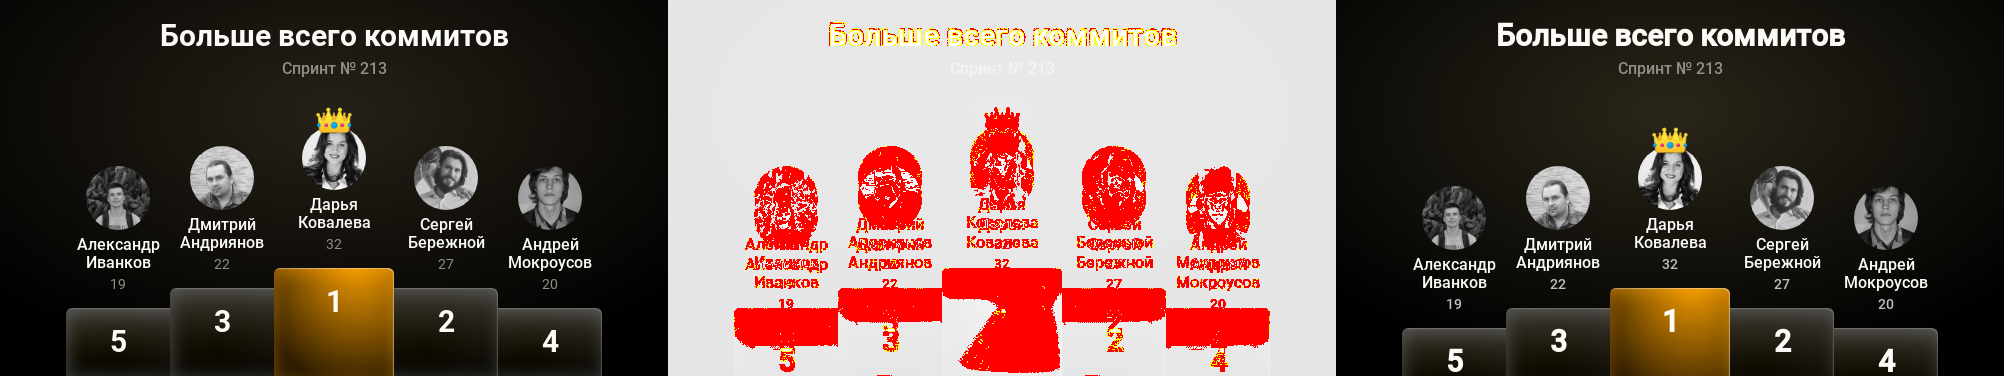 Больше всего коммитов
Спринт № 213
Дарья
Ковалева
32
Дмитрий
Андриянов
22
Сергей
Бережной
27
Александр
Иванков
19
Андрей
Мокроусов
20
1
3
2
5
4
Больше всего коммитов
Спринт № 213
Дарья
Ковалева
Ковалева
32
Андриянов
22
Бережной
27
Александр
Иванков
19
Мокроусов
20
3
2
5
4
Больше всего коммитов
Спринт № 213
Дарья
Ковалева
32
Дмитрий
Андриянов
22
Сергей
Бережной
27
Александр
Иванков
19
Андрей
Мокроусов
20
1
3
2
5
4